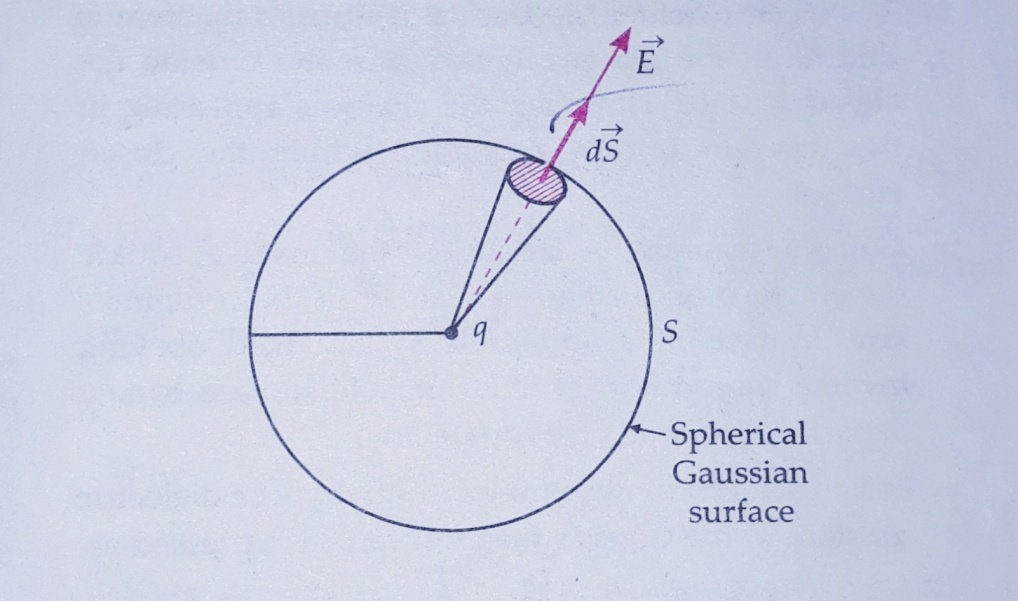 E⃗
dS⃗
q
S
Spherical
Gaussian
surface